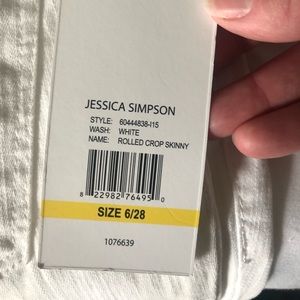 JESSICA SIMPSON
STYLE: 60444838-I15
WASH: WHITE
NAME: ROLLED CROP SKINNY
8 22982 76495 0
SIZE 6/28
1076639